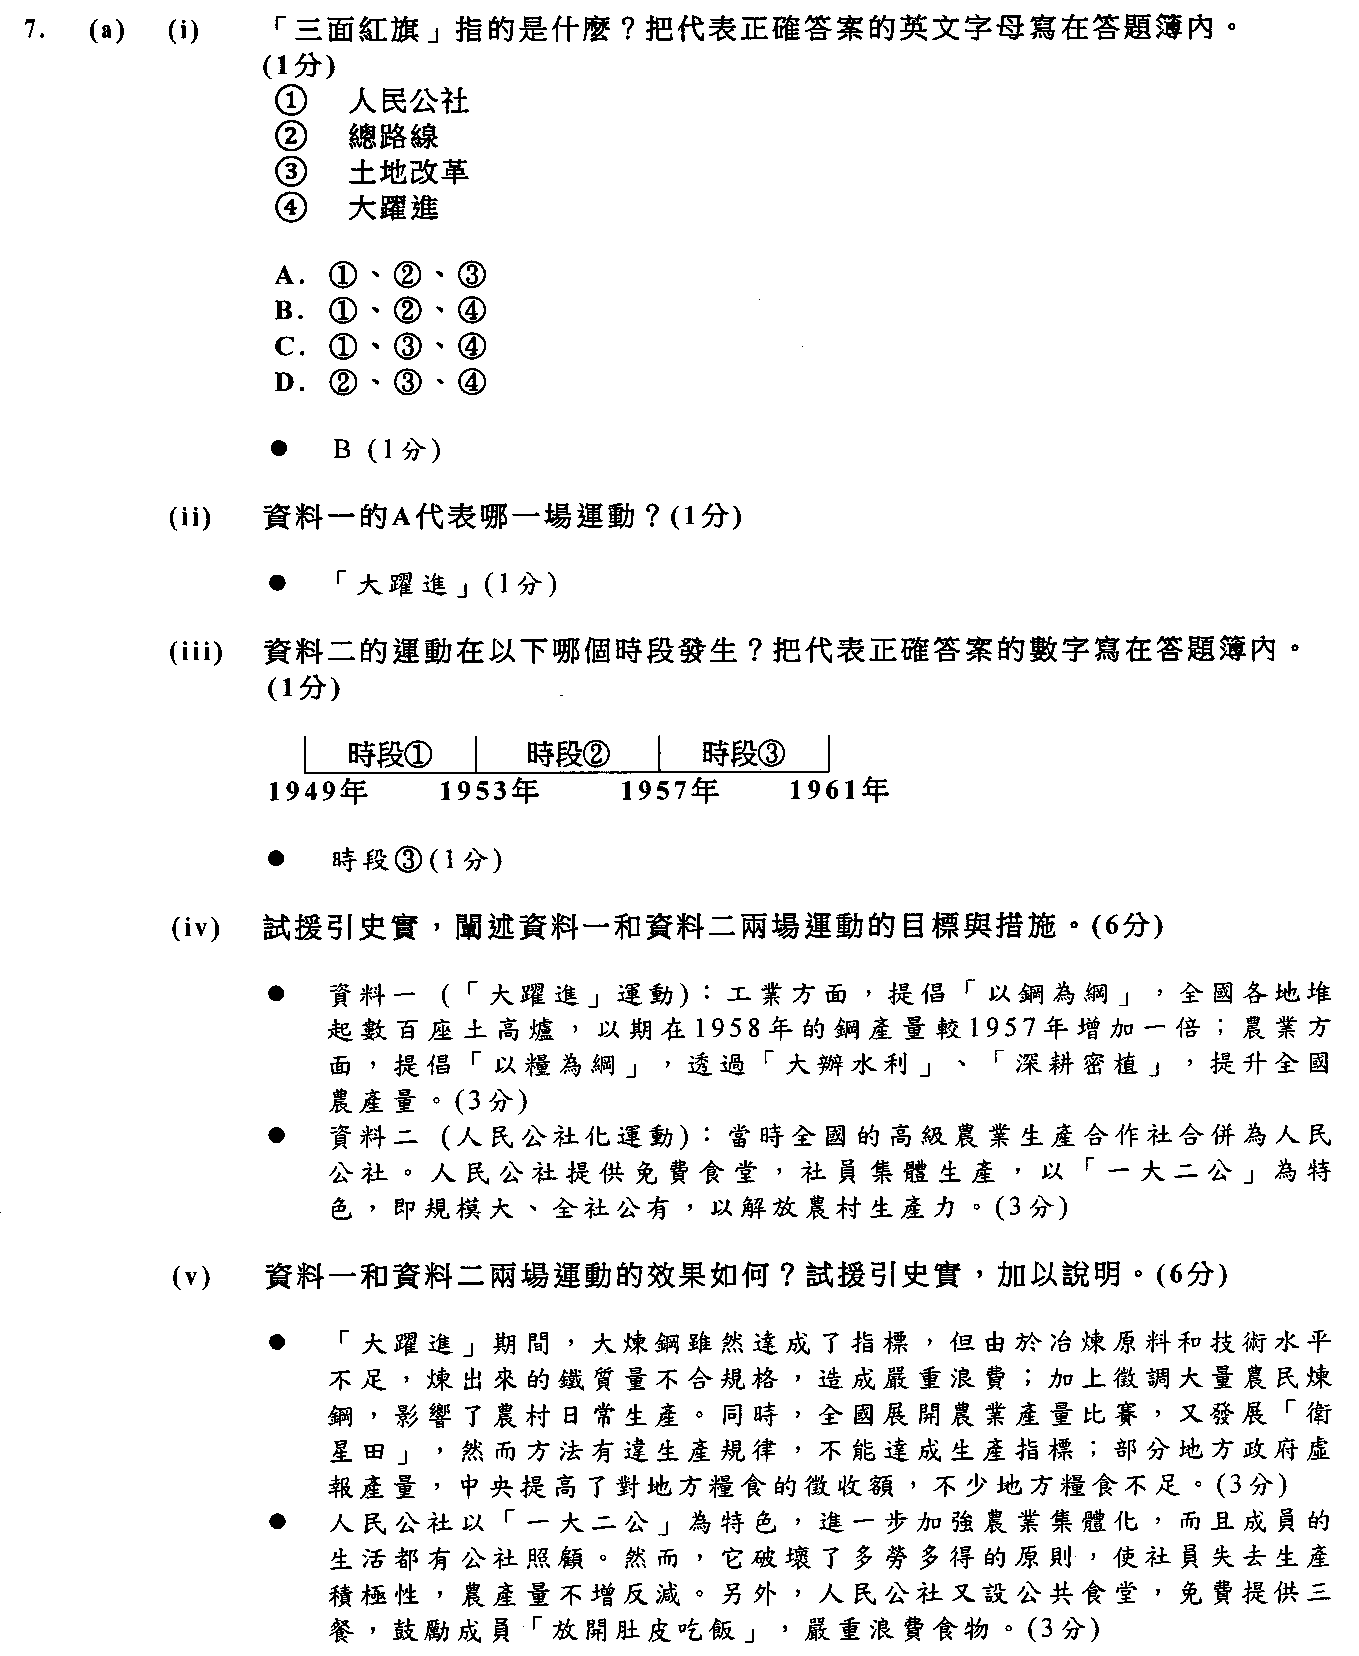 7. (a) (i) 「三面紅旗」指的是什麼？把代表正確答案的英文字母寫在答題簿內。
(1分)
① 人民公社
② 總路線
③ 土地改革
④ 大躍進
A. ①、②、③
B. ①、②、④
C. ①、③、④
D. ②、③、④
● B (1分)
(ii) 資料一的A代表哪一場運動？(1分)
● 「大躍進」(1分)
(iii) 資料二的運動在以下哪個時段發生？把代表正確答案的數字寫在答題簿內。
(1分)
時段① 時段② 時段③
1949年 1953年 1957年 1961年
● 時段③(1分)
(iv) 試援引史實，闡述資料一和資料二兩場運動的目標與措施。(6分)
● 資料一 (「大躍進」運動)：工業方面，提倡「以鋼為綱」，全國各地堆
起數百座土高爐，以期在1958年的鋼產量較1957年增加一倍；農業方
面，提倡「以糧為綱」，透過「大辦水利」、「深耕密植」，提升全國
農產量。(3分)
● 資料二 (人民公社化運動)：當時全國的高級農業生產合作社合併為人民
公社。人民公社提供免費食堂，社員集體生產，以「一大二公」為特
色，即規模大、全社公有，以解放農村生產力。(3分)
(v) 資料一和資料二兩場運動的效果如何？試援引史實，加以說明。(6分)
● 「大躍進」期間，大煉鋼雖然達成了指標，但由於冶煉原料和技術水平
不足，煉出來的鐵質量不合規格，造成嚴重浪費；加上徵調大量農民煉
鋼，影響了農村日常生產。同時，全國展開農業產量比賽，又發展「衛
星田」，然而方法有違生產規律，不能達成生產指標；部分地方政府虛
報產量，中央提高了對地方糧食的徵收額，不少地方糧食不足。(3分)
● 人民公社以「一大二公」為特色，進一步加強農業集體化，而且成員的
生活都有公社照顧。然而，它破壞了多勞多得的原則，使社員失去生產
積極性，農產量不增反減。另外，人民公社又設公共食堂，免費提供三
餐，鼓勵成員「放開肚皮吃飯」，嚴重浪費食物。(3分)